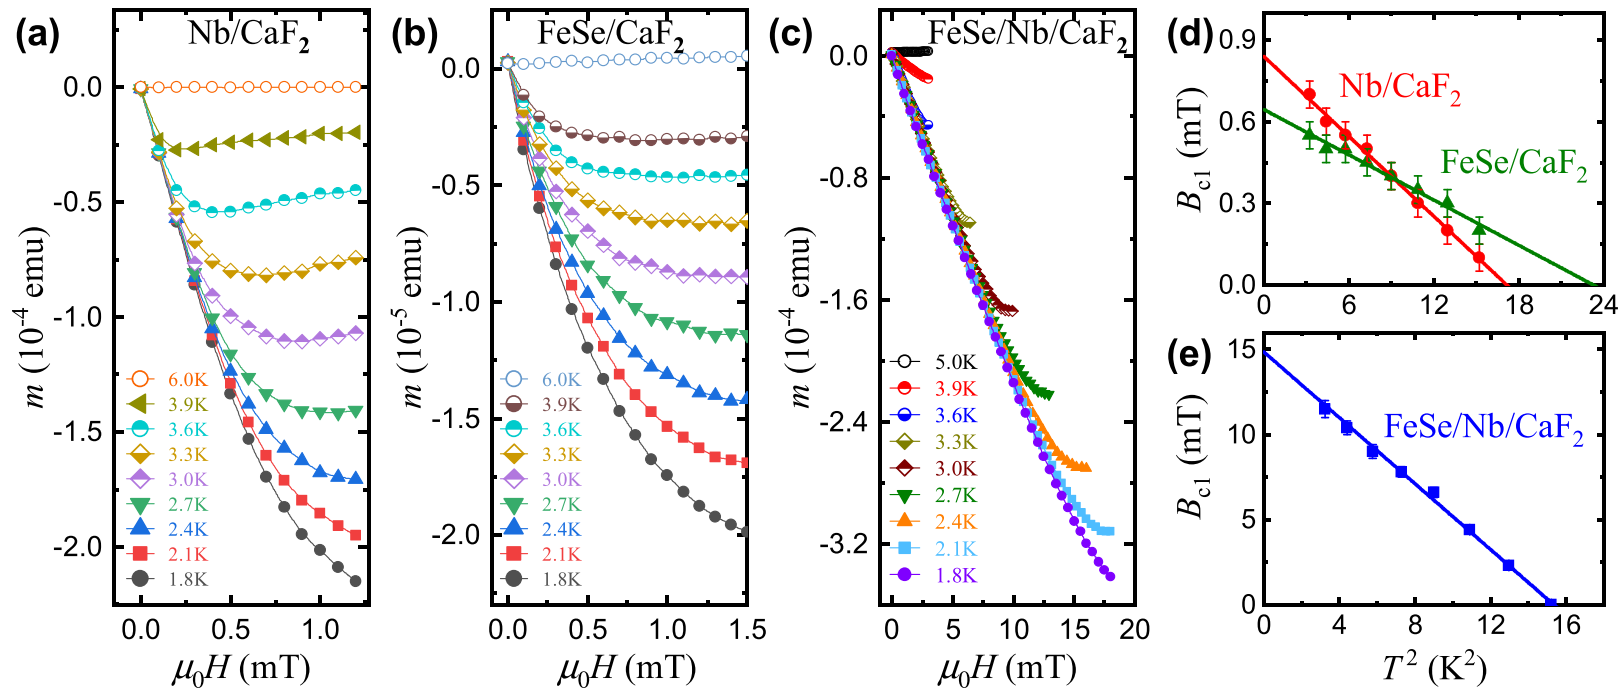 (a) Nb/CaF₂
0.0
-0.5
-1.0
-1.5
-2.0
m (10⁻⁴ emu)
6.0K
3.9K
3.6K
3.3K
3.0K
2.7K
2.4K
2.1K
1.8K
0.0 0.5 1.0
μ₀H (mT)
(b) FeSe/CaF₂
0.0
-0.5
-1.0
-1.5
-2.0
m (10⁻⁵ emu)
6.0K
3.9K
3.6K
3.3K
3.0K
2.7K
2.4K
2.1K
1.8K
0.0 0.5 1.0 1.5
μ₀H (mT)
(c) FeSe/Nb/CaF₂
0.0
-0.8
-1.6
-2.4
-3.2
m (10⁻⁴ emu)
5.0K
3.9K
3.6K
3.3K
3.0K
2.7K
2.4K
2.1K
1.8K
0 5 10 15 20
μ₀H (mT)
(d)
0.9
0.6
0.3
0.0
B_c1 (mT)
Nb/CaF₂
FeSe/CaF₂
0 6 12 18 24
(e)
15
10
5
0
B_c1 (mT)
FeSe/Nb/CaF₂
0 4 8 12 16
T² (K²)